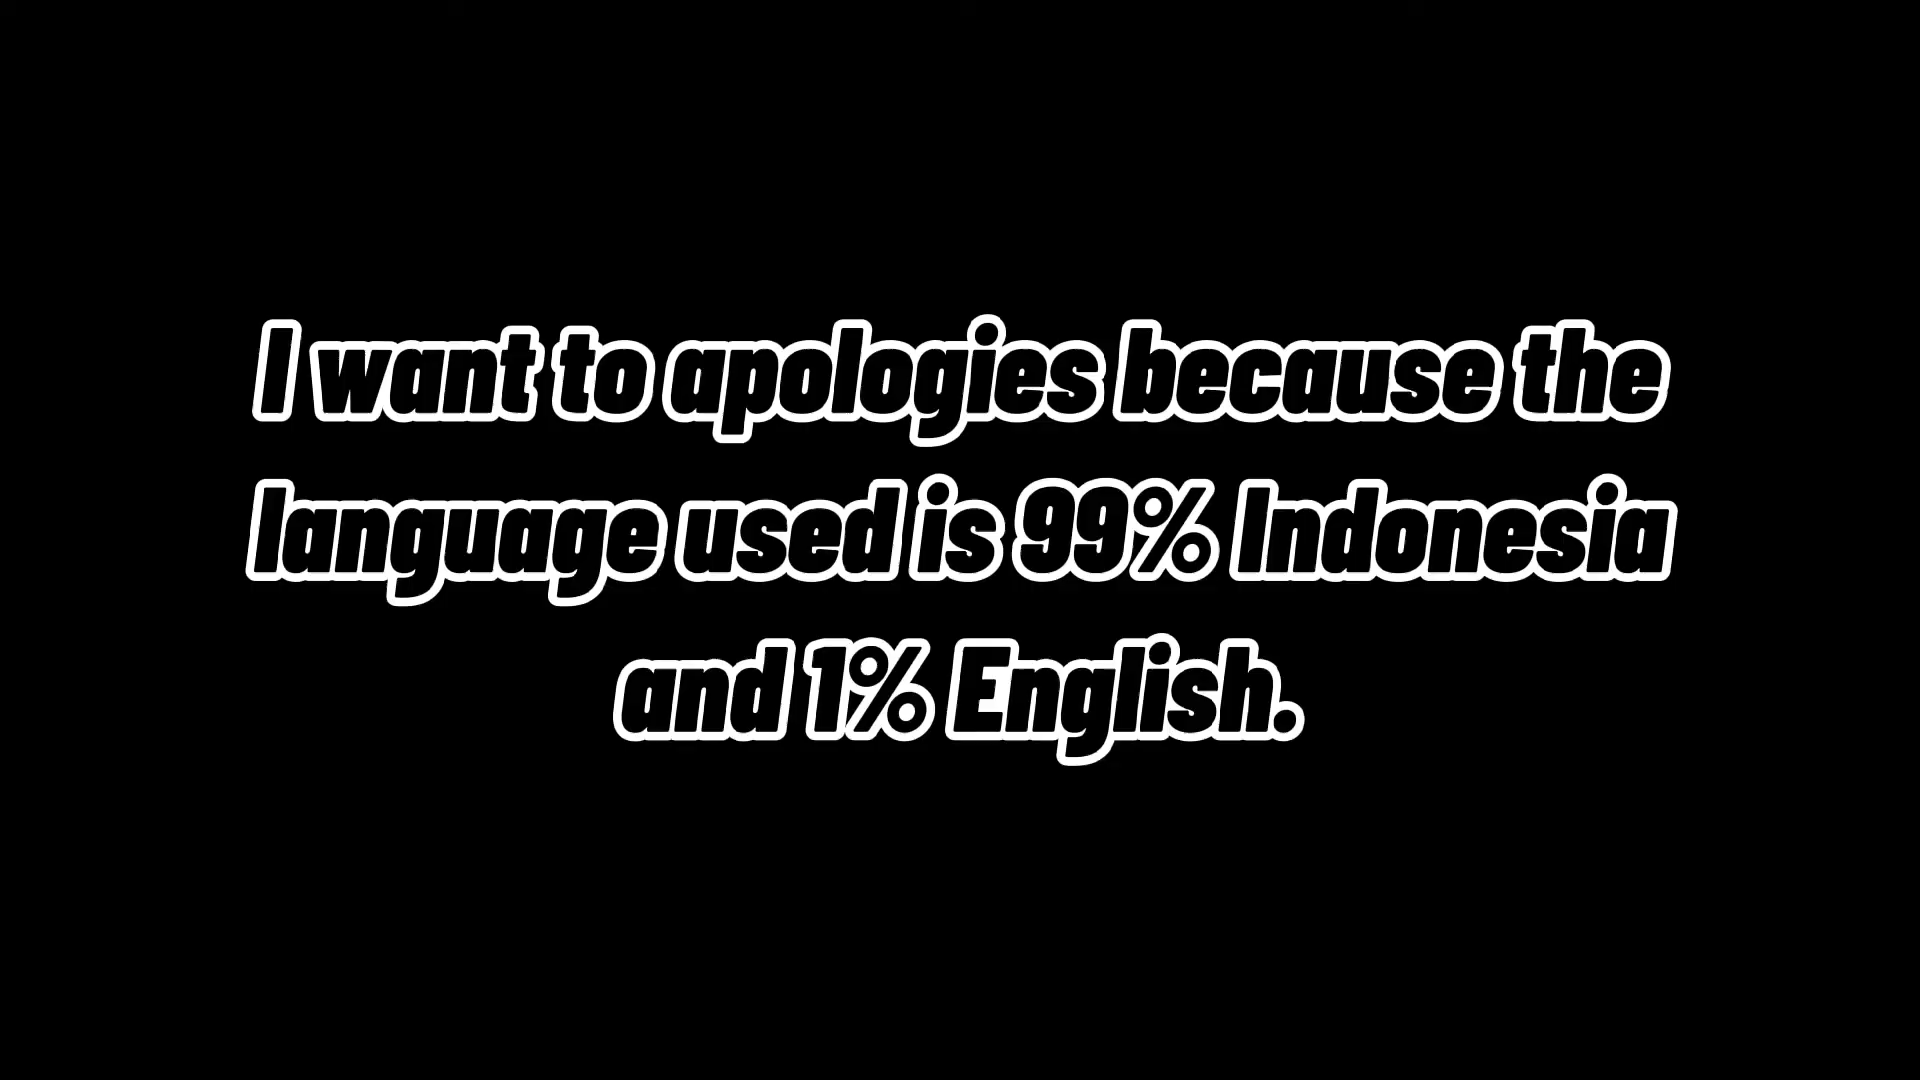 I want to apologies because the
language used is 99% Indonesia
and 1% English.